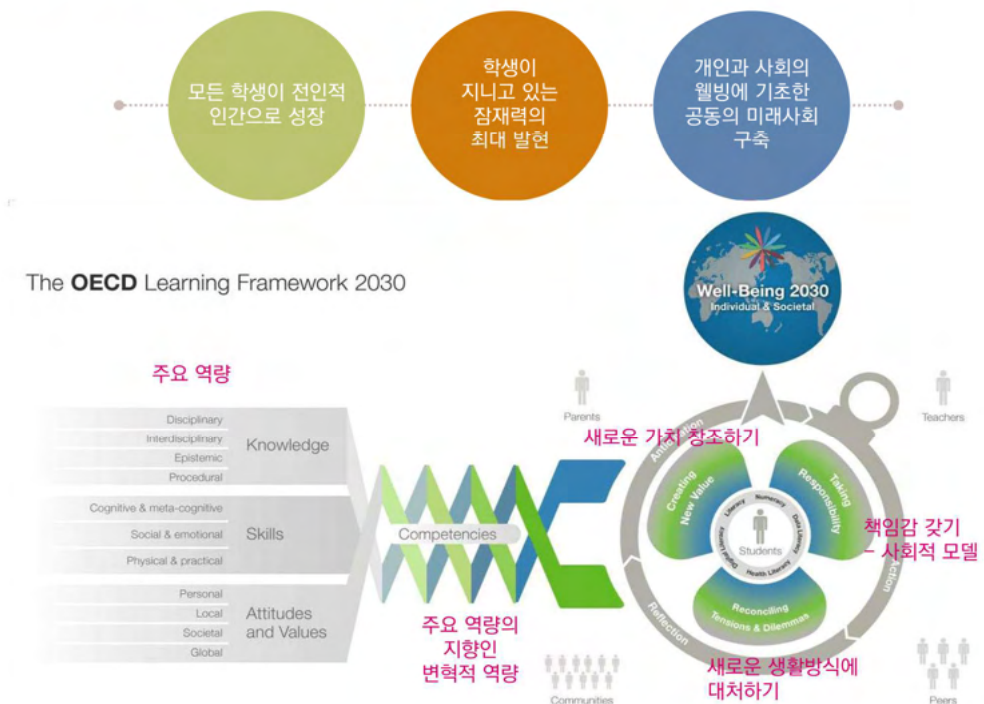 모든 학생이 전인적
인간으로 성장
학생이
지니고 있는
잠재력의
최대 발현
개인과 사회의
웰빙에 기초한
공동의 미래사회
구축
The OECD Learning Framework 2030
Well-Being 2030
Individual & Societal
주요 역량
Disciplinary
Interdisciplinary
Epistemic
Procedural
Knowledge
Cognitive & meta-cognitive
Social & emotional
Physical & practical
Skills
Personal
Local
Societal
Global
Attitudes
and Values
Competencies
주요 역량의
지향인
변혁적 역량
Parents
Teachers
새로운 가치 창조하기
Anticipation
Creating
New Value
Taking
Responsibility
Literacy
Numeracy
Data Literacy
Health Literacy
Digital Literacy
Students
책임감 갖기
– 사회적 모델
Action
Reconciling
Tensions & Dilemmas
Reflection
새로운 생활방식에
대처하기
Communities
Peers